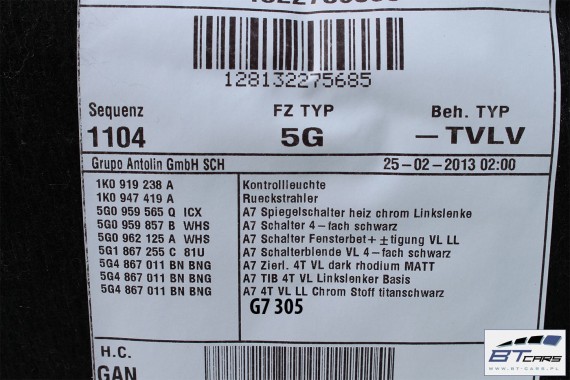 128132275685
Sequenz FZ TYP Beh. TYP
1104 5G —TVLV
Grupo Antolin GmbH SCH 25-02-2013 02:00
1K0 919 238 A Kontrollleuchte
1K0 947 419 A Rueckstrahler
5G0 959 565 Q ICX A7 Spiegelschalter heiz chrom Linkslenke
5G0 959 857 B WHS A7 Schalter 4-fach schwarz
5G0 962 125 A WHS A7 Schalter Fensterbet+ ±tigung VL LL
5G1 867 255 C 81U A7 Schalterblende VL 4-fach schwarz
5G4 867 011 BN BNG A7 Zierl. 4T VL dark rhodium MATT
5G4 867 011 BN BNG A7 TIB 4T VL Linkslenker Basis
5G4 867 011 BN BNG A7 4T VL LL Chrom Stoff titanschwarz
G7 305
H.C.
GAN
BTCARS
WWW.BT-CARS.PL